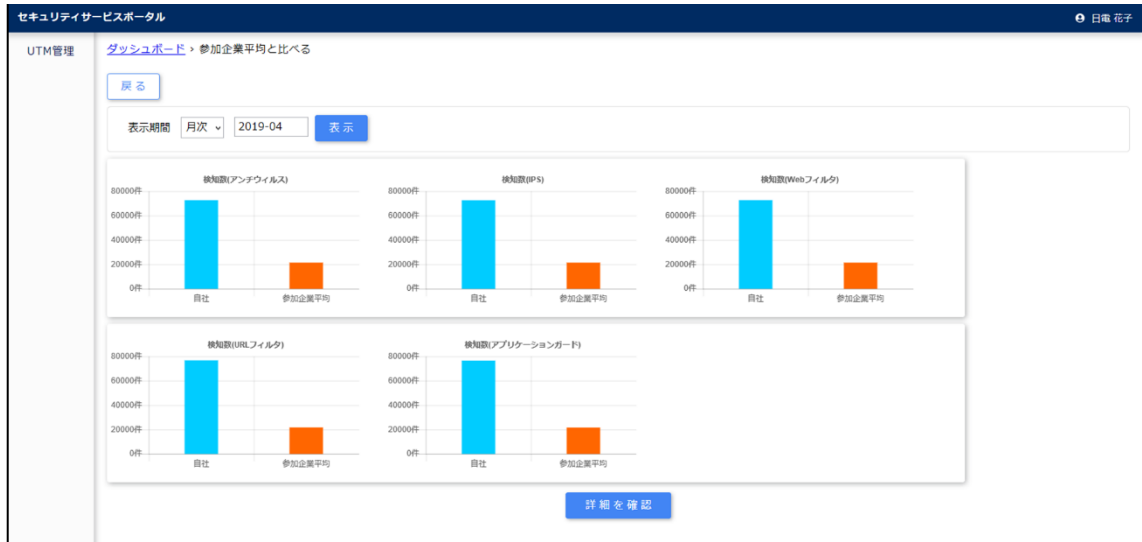 セキュリティサービスポータル
日電 花子
UTM管理
ダッシュボード › 参加企業平均と比べる
戻る
表示期間 月次 2019-04 表示
検知数(アンチウィルス)
80000件
60000件
40000件
20000件
0件
自社 参加企業平均
検知数(IPS)
80000件
60000件
40000件
20000件
0件
自社 参加企業平均
検知数(Webフィルタ)
80000件
60000件
40000件
20000件
0件
自社 参加企業平均
検知数(URLフィルタ)
80000件
60000件
40000件
20000件
0件
自社 参加企業平均
検知数(アプリケーションガード)
80000件
60000件
40000件
20000件
0件
自社 参加企業平均
詳細を確認